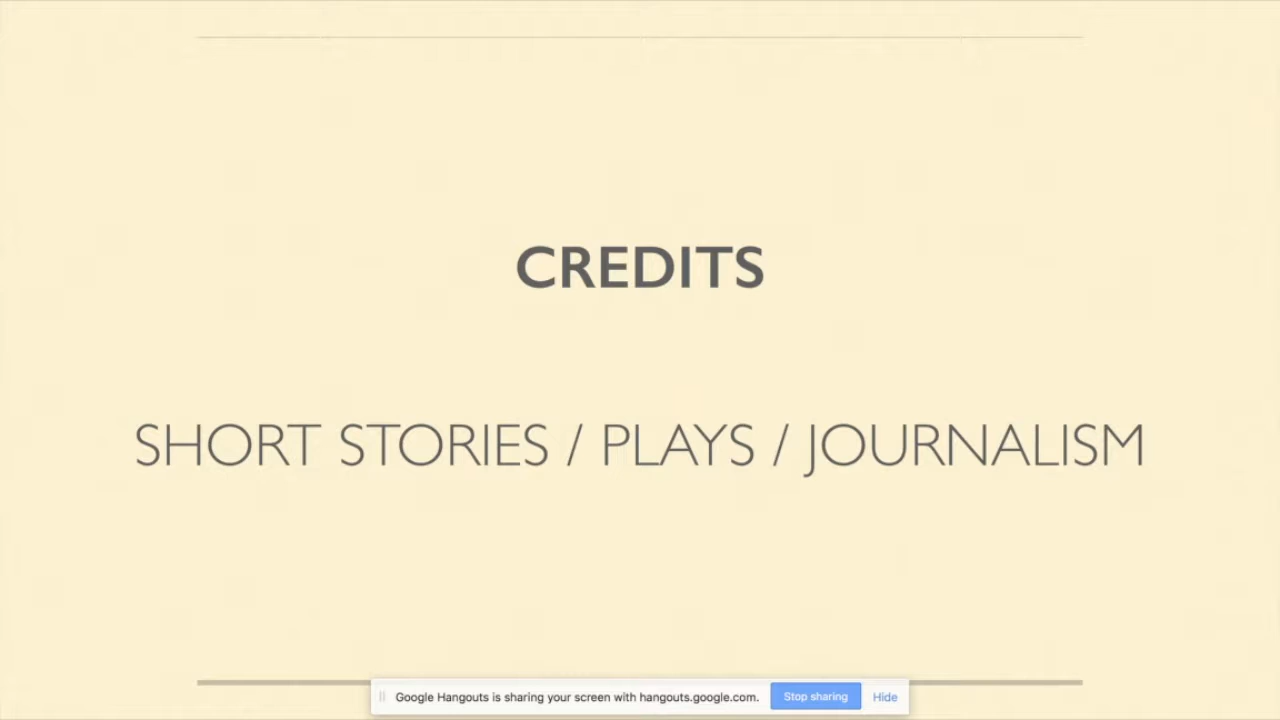 CREDITS
SHORT STORIES / PLAYS / JOURNALISM
Google Hangouts is sharing your screen with hangouts.google.com. Stop sharing Hide